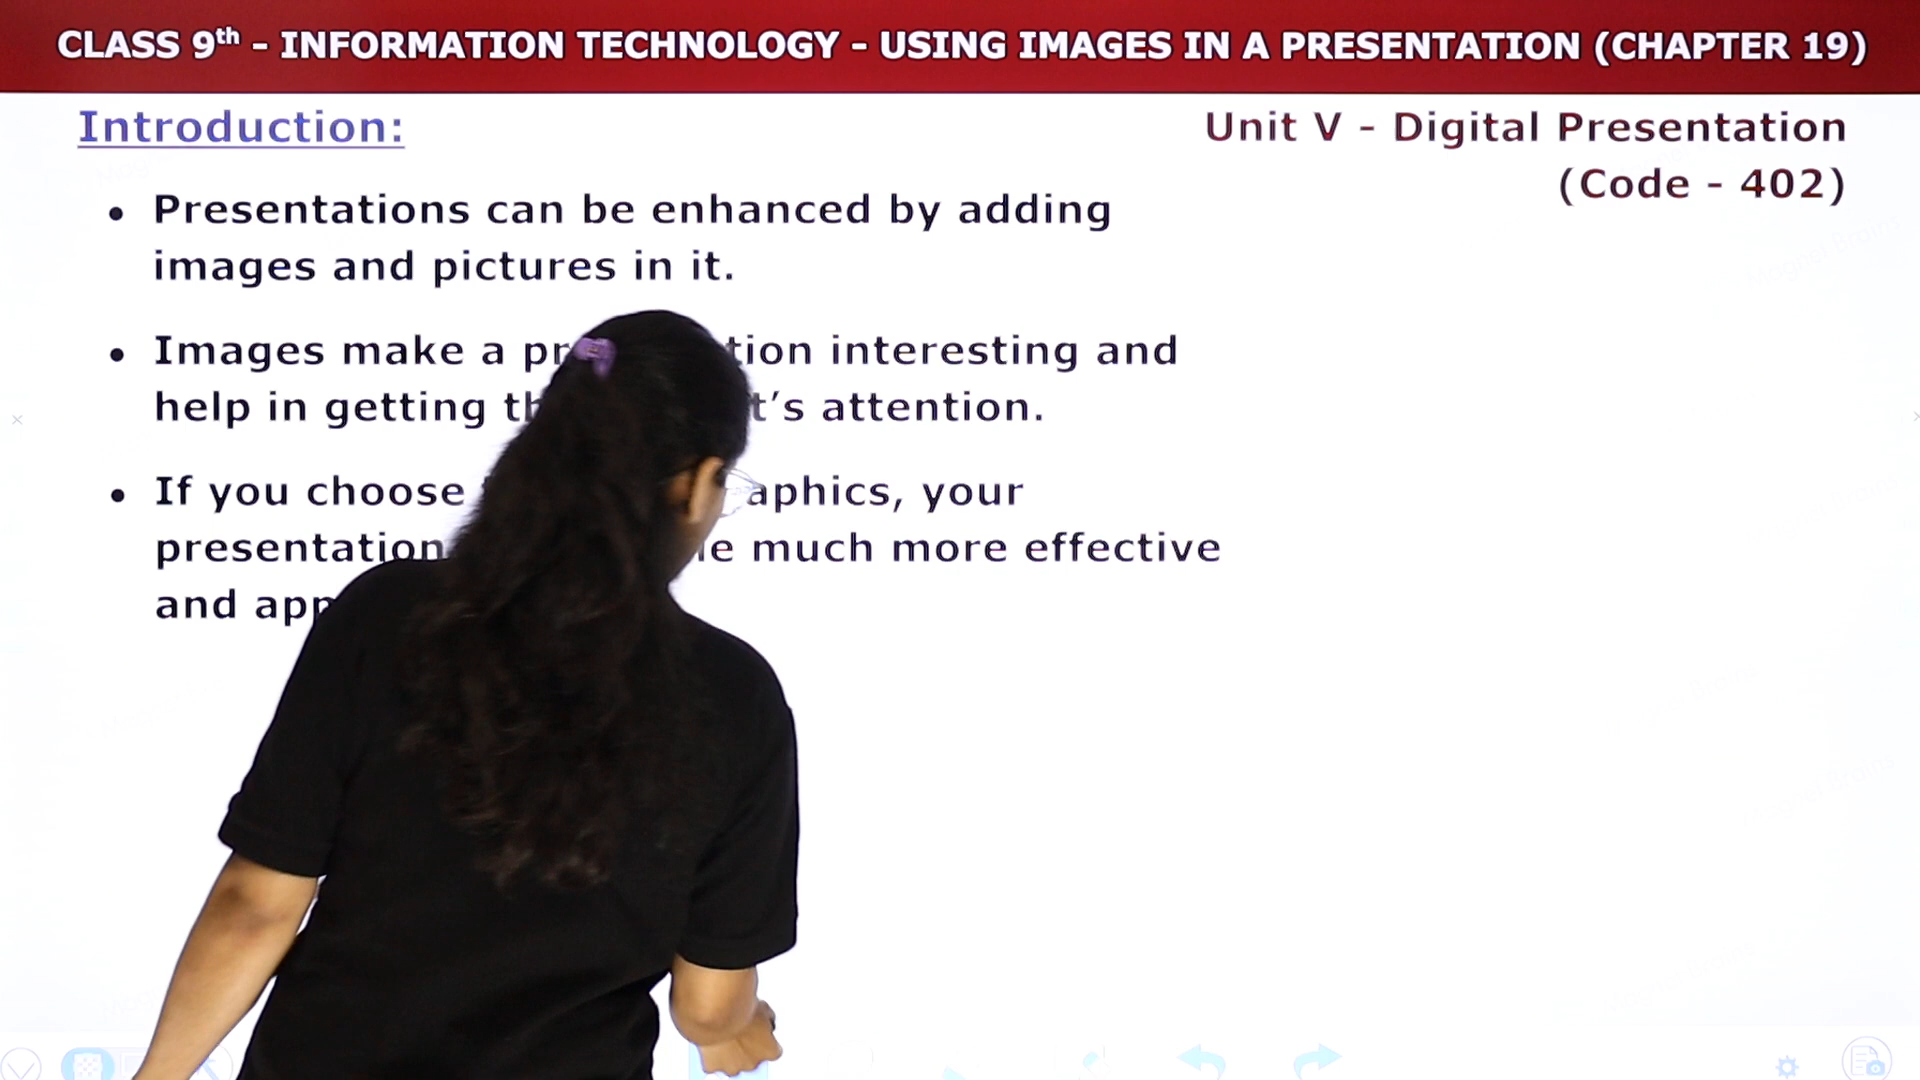 CLASS 9th - INFORMATION TECHNOLOGY - USING IMAGES IN A PRESENTATION (CHAPTER 19)
Introduction:
Unit V - Digital Presentation
(Code - 402)
• Presentations can be enhanced by adding
images and pictures in it.
• Images make a tion interesting and
help in getting t's attention.
• If you choose aphics, your
presentation much more effective
and